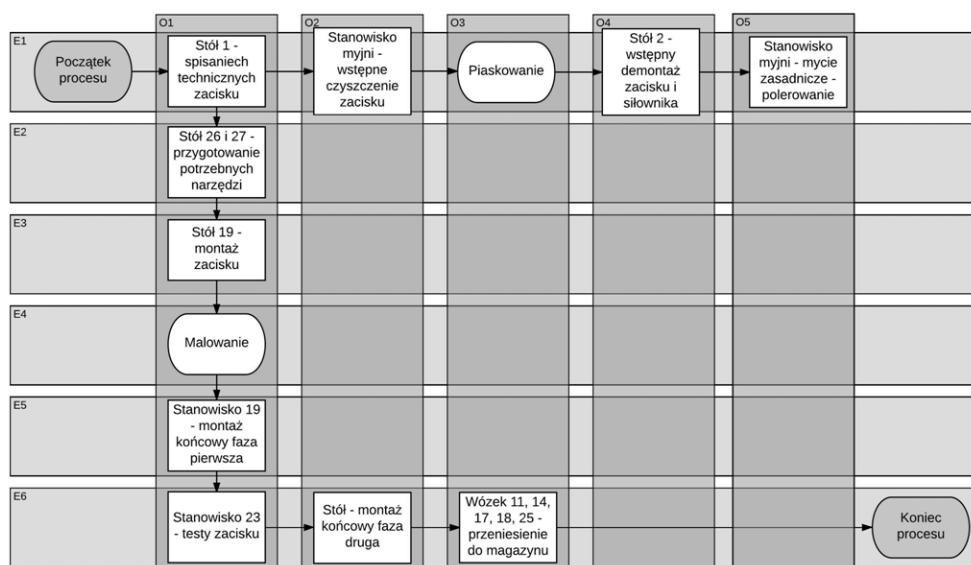 O1
O2
O3
O4
O5
E1
Początek
procesu
Stół 1 -
spisaniech
technicznych
zacisku
Stanowisko
myjni -
wstępne
czyszczenie
zacisku
Piaskowanie
Stół 2 -
wstępny
demontaż
zacisku i
siłownika
Stanowisko
myjni - mycie
zasadnicze -
polerowanie
E2
Stół 26 i 27 -
przygotowanie
potrzebnych
narzędzi
E3
Stół 19 -
montaż
zacisku
E4
Malowanie
E5
Stanowisko 19
- montaż
końcowy faza
pierwsza
E6
Stanowisko 23
- testy zacisku
Stół - montaż
końcowy faza
druga
Wózek 11, 14,
17, 18, 25 -
przeniesienie
do magazynu
Koniec
procesu